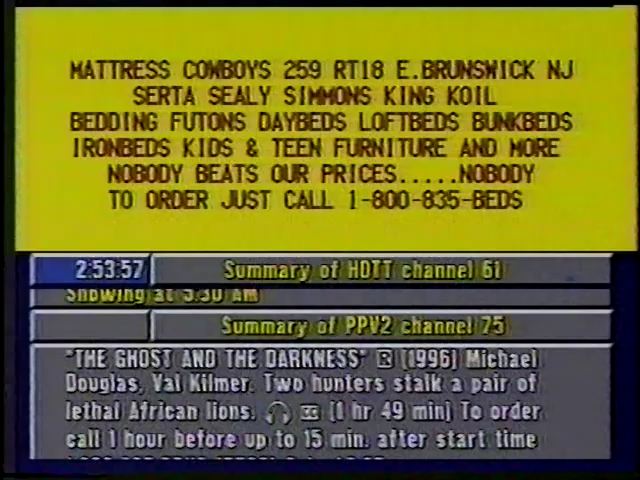 MATTRESS COWBOYS 259 RT18 E.BRUNSWICK NJ
SERTA SEALY SIMMONS KING KOIL
BEDDING FUTONS DAYBEDS LOFTBEDS BUNKBEDS
IRONBEDS KIDS & TEEN FURNITURE AND MORE
NOBODY BEATS OUR PRICES.....NOBODY
TO ORDER JUST CALL 1-800-835-BEDS
2:53:57 Summary of HDTT channel 61
Showing at 5:30 AM
Summary of PPV2 channel 75
"THE GHOST AND THE DARKNESS" R (1996) Michael
Douglas, Val Kilmer. Two hunters stalk a pair of
lethal African lions. CC (1 hr 49 min) To order
call 1 hour before up to 15 min. after start time